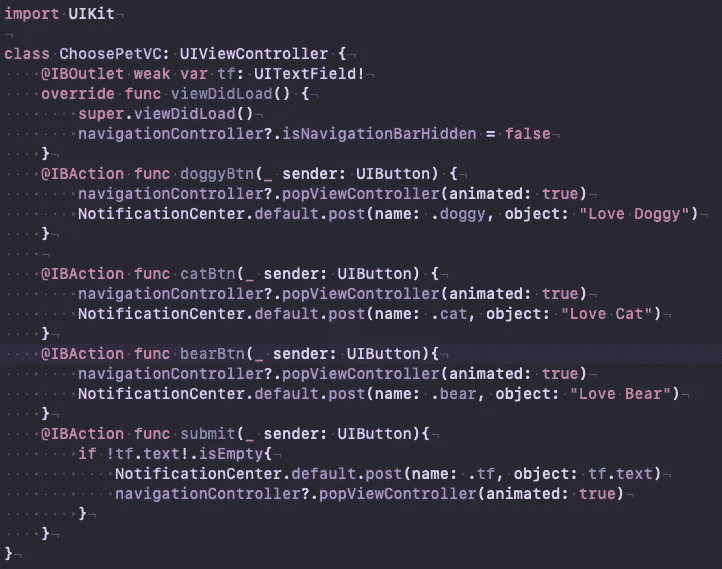 import UIKit

class ChoosePetVC: UIViewController {
    @IBOutlet weak var tf: UITextField!
    override func viewDidLoad() {
        super.viewDidLoad()
        navigationController?.isNavigationBarHidden = false
    }
    @IBAction func doggyBtn(_ sender: UIButton) {
        navigationController?.popViewController(animated: true)
        NotificationCenter.default.post(name: .doggy, object: "Love Doggy")
    }
    
    @IBAction func catBtn(_ sender: UIButton) {
        navigationController?.popViewController(animated: true)
        NotificationCenter.default.post(name: .cat, object: "Love Cat")
    }
    @IBAction func bearBtn(_ sender: UIButton){
        navigationController?.popViewController(animated: true)
        NotificationCenter.default.post(name: .bear, object: "Love Bear")
    }
    @IBAction func submit(_ sender: UIButton){
        if !tf.text!.isEmpty{
            NotificationCenter.default.post(name: .tf, object: tf.text)
            navigationController?.popViewController(animated: true)
        }
    }
}